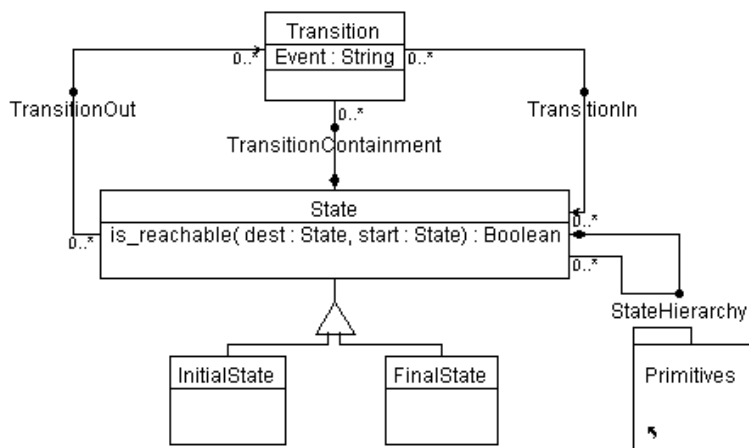 Transition
Event : String
0..*
0..*
0..*
TransitionOut
TransitionIn
TransitionContainment
State
is_reachable( dest : State, start : State) : Boolean
0..*
0..*
0..*
StateHierarchy
InitialState
FinalState
Primitives